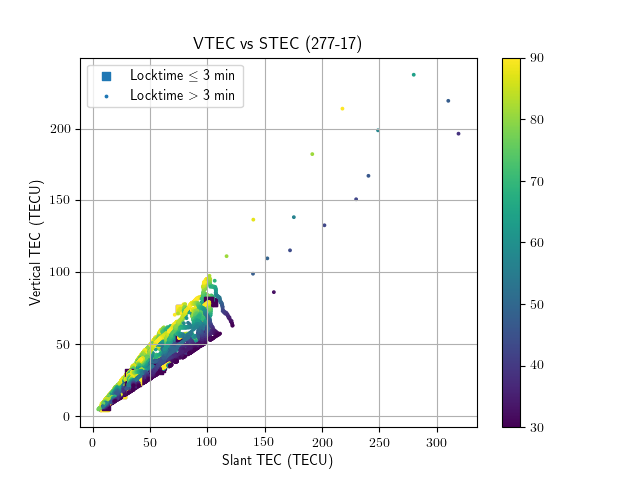 VTEC vs STEC (277-17)
Locktime ≤ 3 min
Locktime > 3 min
Vertical TEC (TECU)
200
150
100
50
0
0 50 100 150 200 250 300
Slant TEC (TECU)
90
80
70
60
50
40
30